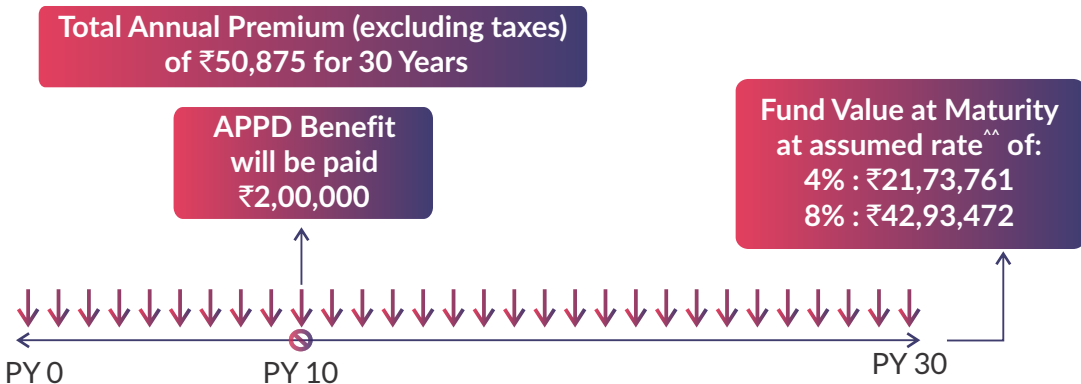 Total Annual Premium (excluding taxes)
of ₹50,875 for 30 Years
APPD Benefit
will be paid
₹2,00,000
Fund Value at Maturity
at assumed rate^^ of:
4% : ₹21,73,761
8% : ₹42,93,472
PY 0
PY 10
PY 30